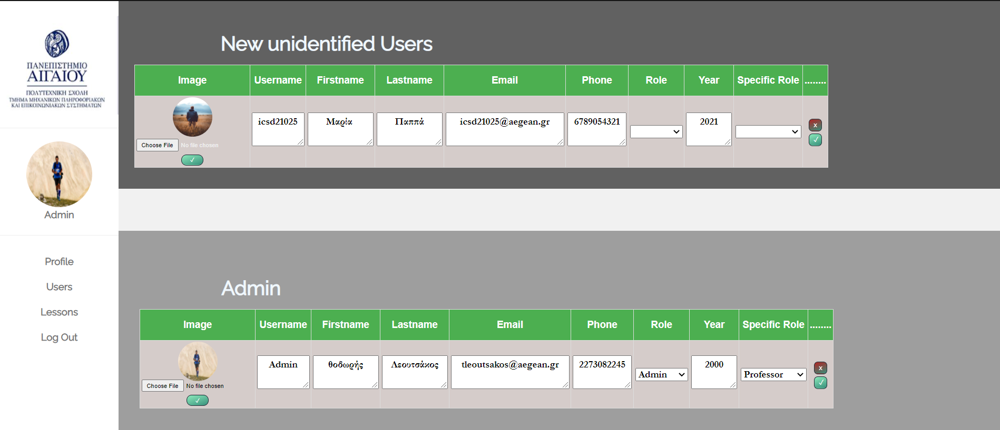 ΠΑΝΕΠΙΣΤΗΜΙΟ
ΑΙΓΑΙΟΥ
ΠΟΛΥΤΕΧΝΙΚΗ ΣΧΟΛΗ
ΤΜΗΜΑ ΜΗΧΑΝΙΚΩΝ ΠΛΗΡΟΦΟΡΙΑΚΩΝ
ΚΑΙ ΕΠΙΚΟΙΝΩΝΙΑΚΩΝ ΣΥΣΤΗΜΑΤΩΝ
Admin
Profile
Users
Lessons
Log Out
New unidentified Users
Image Username Firstname Lastname Email Phone Role Year Specific Role ........
icsd21025 Μαρία Παππά icsd21025@aegean.gr 6789054321 2021 x
✓
Choose File No file chosen
✓
Admin
Image Username Firstname Lastname Email Phone Role Year Specific Role ........
Admin θοδωρής Λεουτσάκος tleoutsakos@aegean.gr 2273082245 Admin 2000 Professor x
✓
Choose File No file chosen
✓